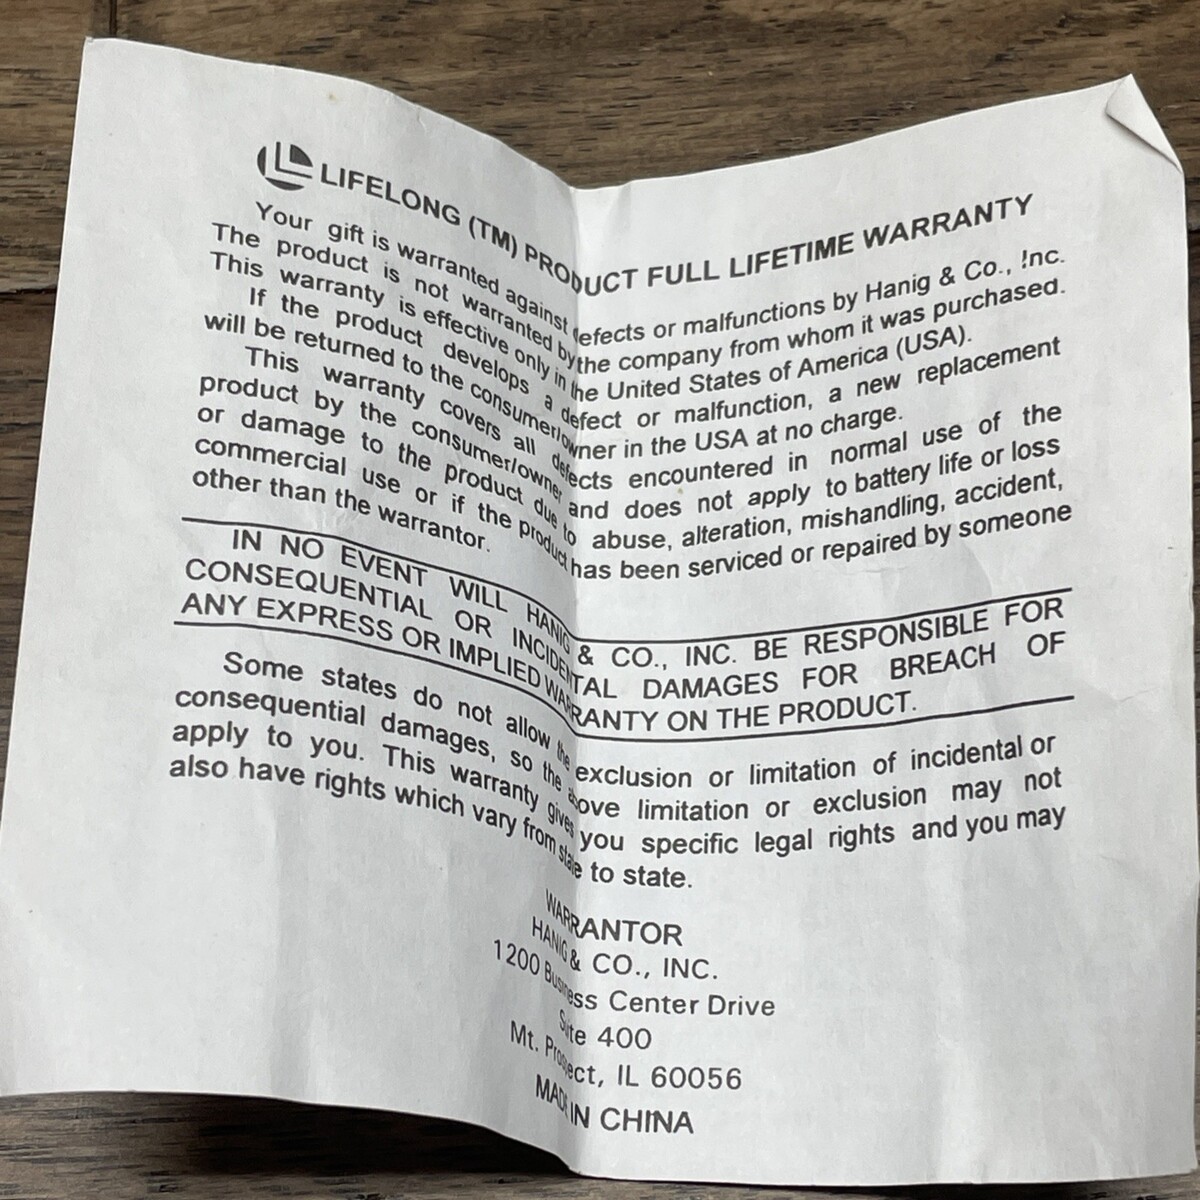 LIFELONG (TM) PRODUCT FULL LIFETIME WARRANTY
Your gift is warranted against defects or malfunctions by Hanig & Co., Inc.
The product is not warranted by the company from whom it was purchased.
This warranty is effective only in the United States of America (USA).
If the product develops a defect or malfunction, a new replacement
will be returned to the consumer/owner in the USA at no charge.
This warranty covers all defects encountered in normal use of the
product by the consumer/owner and does not apply to battery life or loss
or damage to the product due to abuse, alteration, mishandling, accident,
commercial use or if the product has been serviced or repaired by someone
other than the warrantor.
IN NO EVENT WILL HANIG & CO., INC. BE RESPONSIBLE FOR
CONSEQUENTIAL OR INCIDENTAL DAMAGES FOR BREACH OF
ANY EXPRESS OR IMPLIED WARRANTY ON THE PRODUCT.
Some states do not allow the exclusion or limitation of incidental or
consequential damages, so the above limitation or exclusion may not
apply to you. This warranty gives you specific legal rights and you may
also have rights which vary from state to state.
WARRANTOR
HANIG & CO., INC.
1200 Business Center Drive
Suite 400
Mt. Prospect, IL 60056
MADE IN CHINA